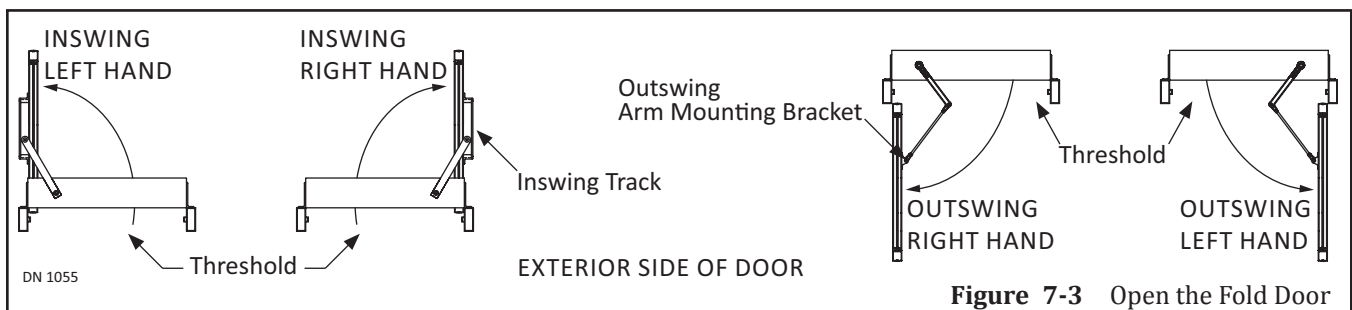 INSWING
LEFT HAND
INSWING
RIGHT HAND
Outswing
Arm Mounting Bracket
Threshold
Inswing Track
OUTSWING
RIGHT HAND
OUTSWING
LEFT HAND
Threshold
EXTERIOR SIDE OF DOOR
DN 1055
Figure 7-3 Open the Fold Door